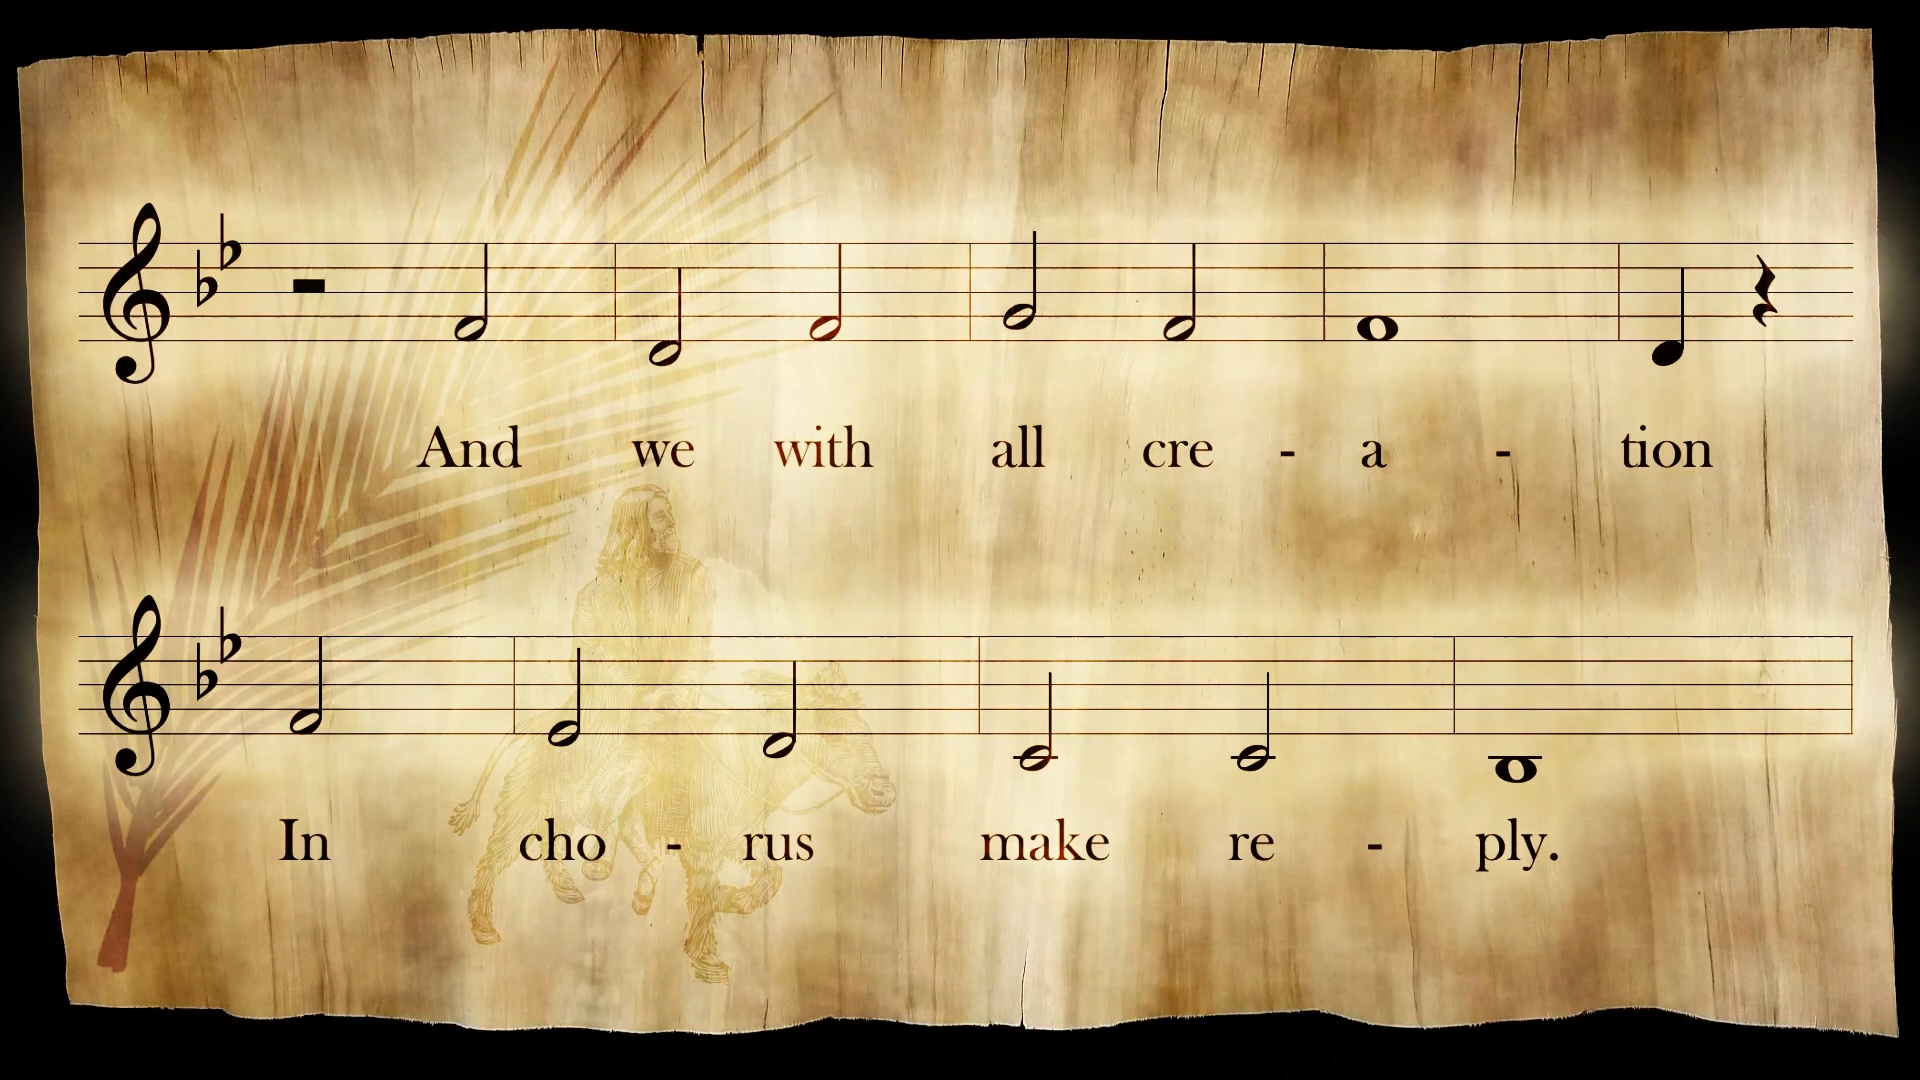 And we with all cre - a - tion
In cho - rus make re - ply.